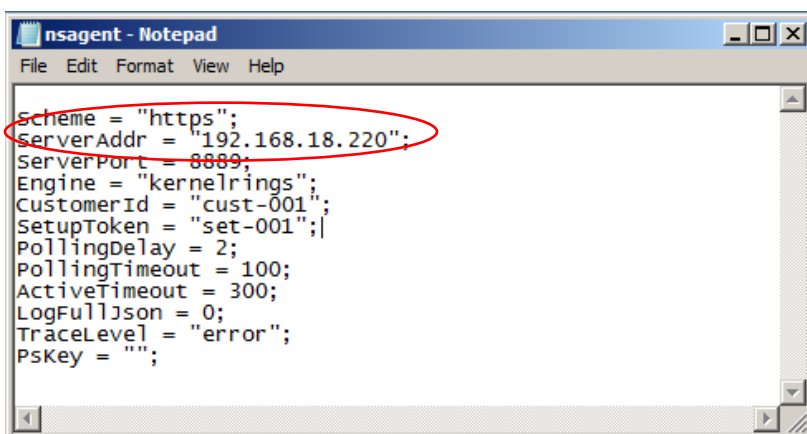 nsagent - Notepad
File Edit Format View Help
Scheme = "https";
ServerAddr = "192.168.18.220";
ServerPort = 8889;
Engine = "kernelrings";
CustomerId = "cust-001";
SetupToken = "set-001";
PollingDelay = 2;
PollingTimeout = 100;
ActiveTimeout = 300;
LogFullJson = 0;
TraceLevel = "error";
PsKey = "";